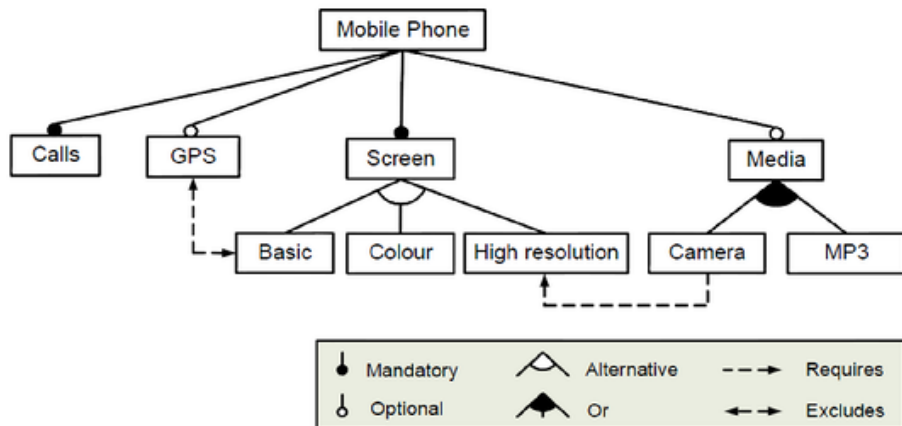 Mobile Phone
Calls GPS Screen Media
Basic Colour High resolution Camera MP3
Mandatory Alternative Requires
Optional Or Excludes